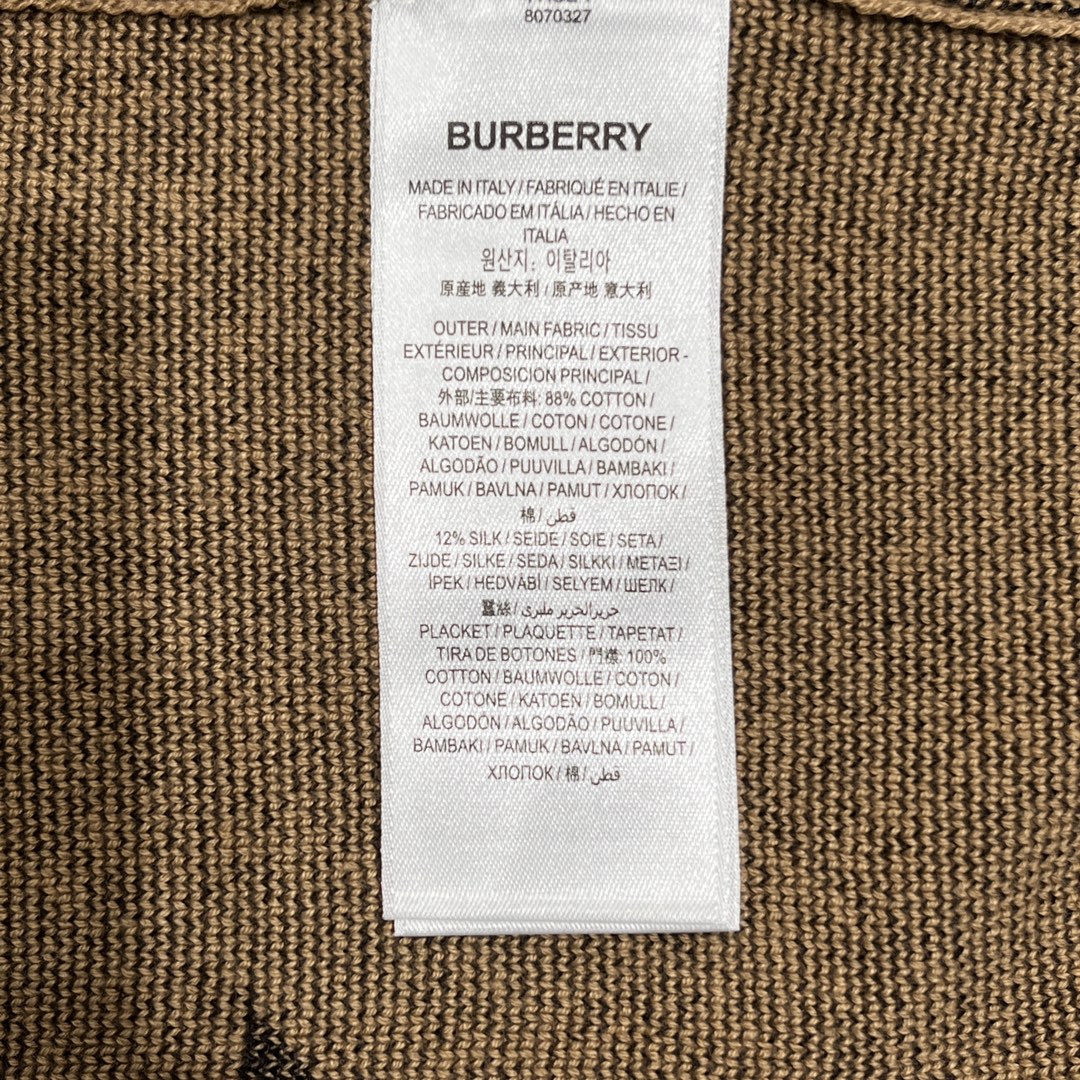 8070327
BURBERRY
MADE IN ITALY / FABRIQUÉ EN ITALIE /
FABRICADO EM ITÁLIA / HECHO EN
ITALIA
원산지: 이탈리아
原産地 義大利 / 原产地 意大利
OUTER / MAIN FABRIC / TISSU
EXTÉRIEUR / PRINCIPAL / EXTERIOR -
COMPOSICION PRINCIPAL /
外部/主要布料: 88% COTTON /
BAUMWOLLE / COTON / COTONE /
KATOEN / BOMULL / ALGODÓN /
ALGODÃO / PUUVILLA / BAMBAKI /
PAMUK / BAVLNA / PAMUT / ХЛОПОК /
棉 / قطن
12% SILK / SEIDE / SOIE / SETA /
ZIJDE / SILKE / SEDA / SILKKI / ΜΕΤΑΞΙ /
İPEK / HEDVÁBÍ / SELYEM / ШЕЛК /
蠶絲 / حرير/الحرير ملبرى /
PLACKET / PLAQUETTE / TAPETAT /
TIRA DE BOTONES / 門襟: 100%
COTTON / BAUMWOLLE / COTON /
COTONE / KATOEN / BOMULL /
ALGODÓN / ALGODÃO / PUUVILLA /
BAMBAKI / PAMUK / BAVLNA / PAMUT /
ХЛОПОК / 棉 / قطن